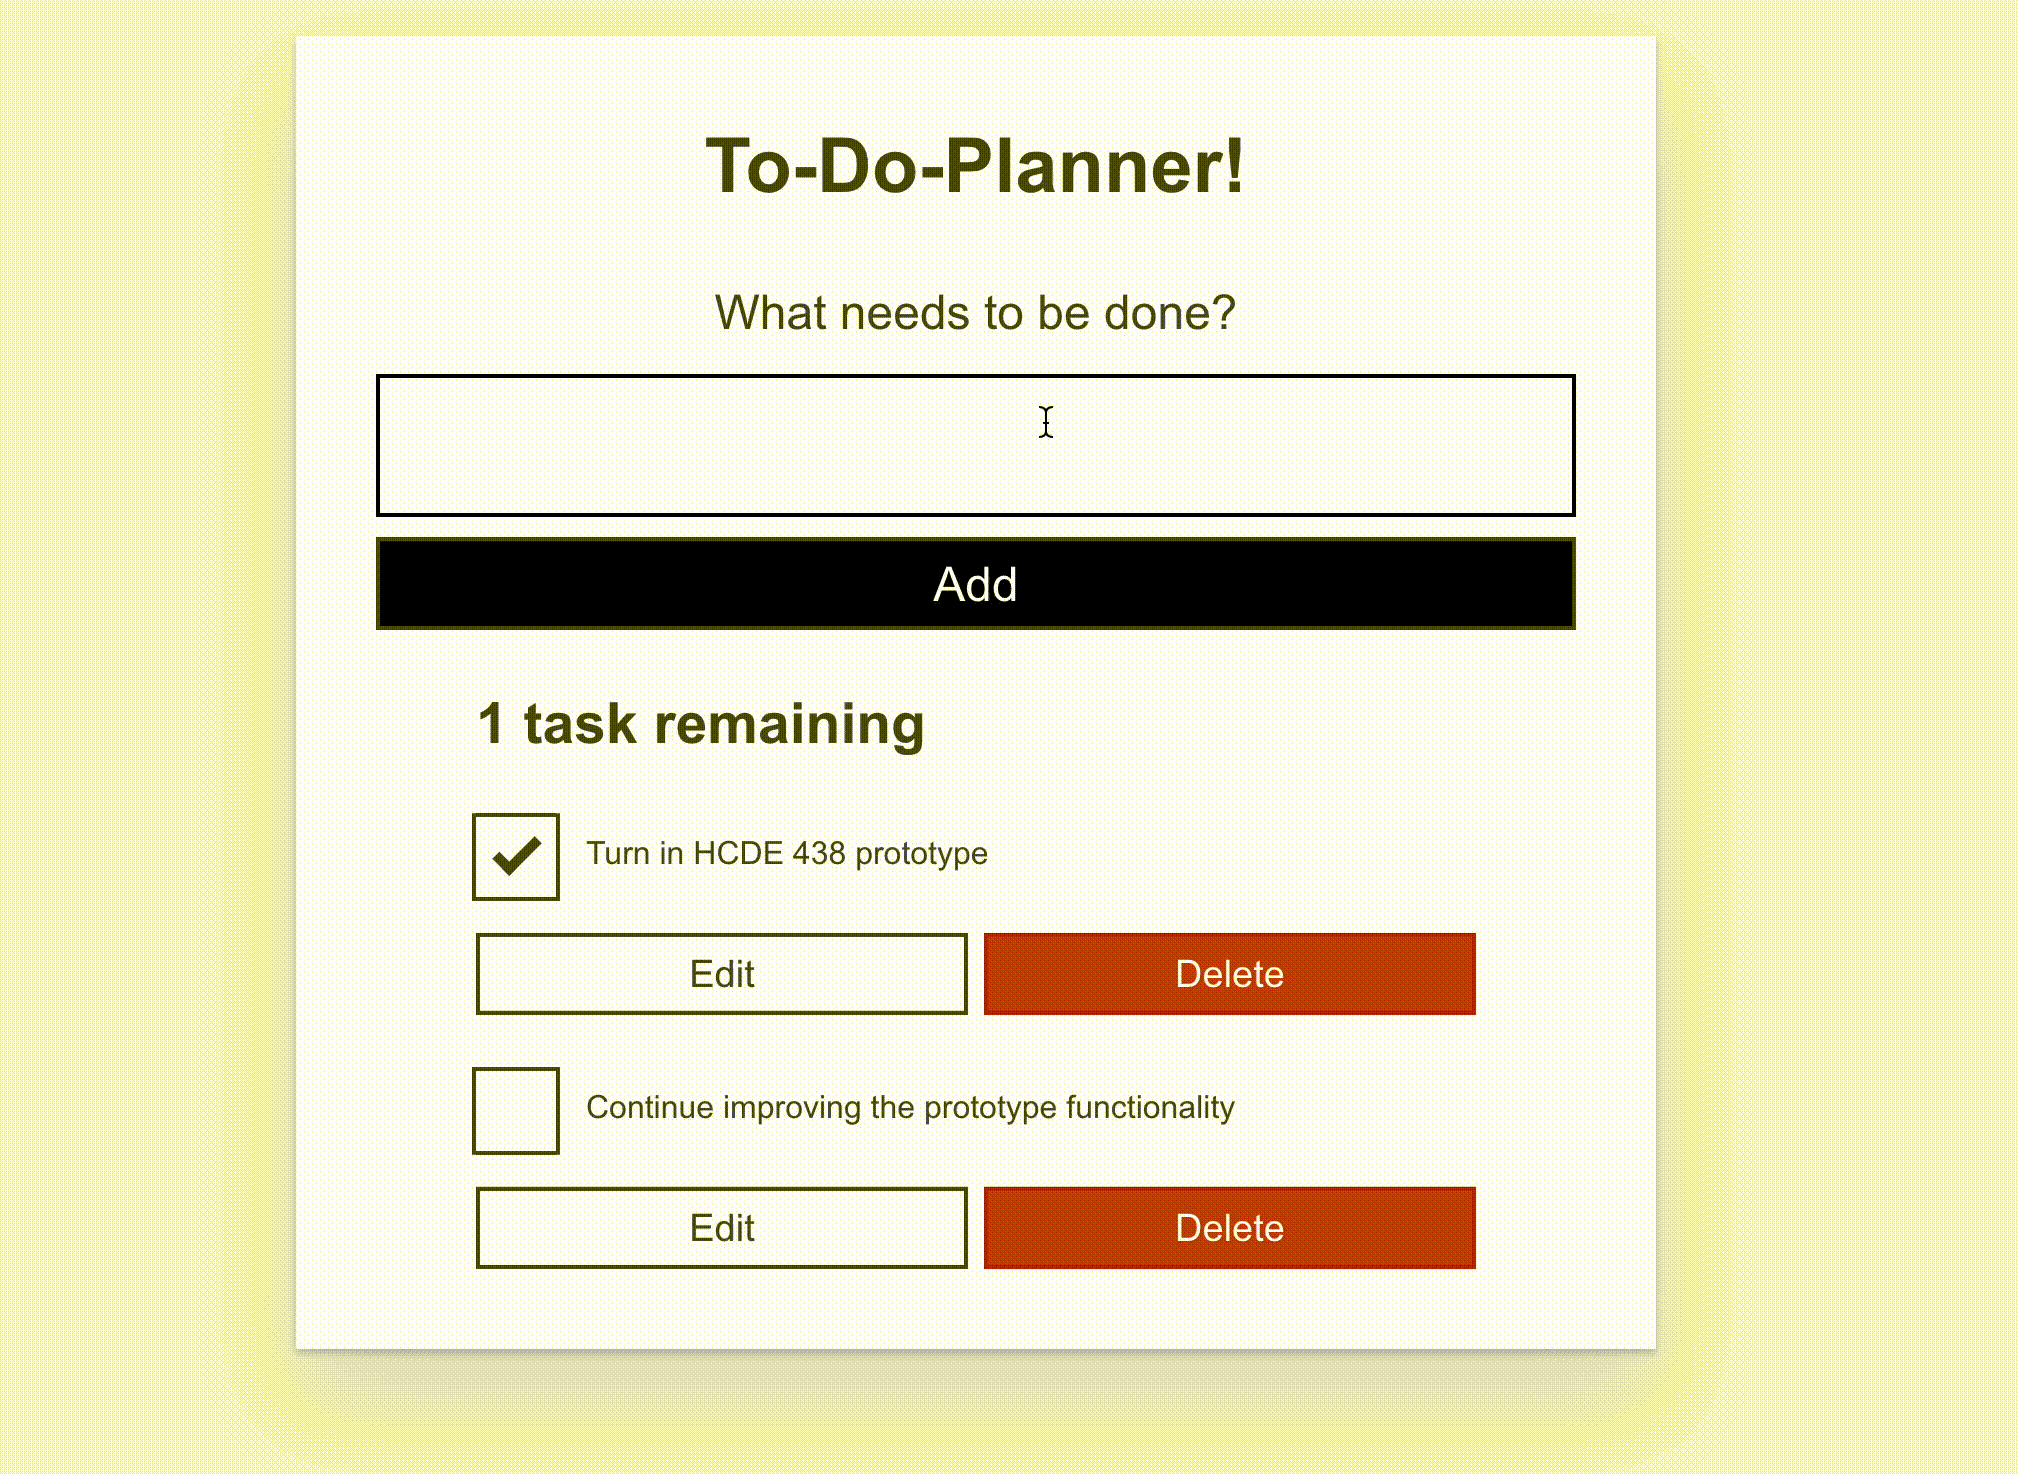 To-Do-Planner!
What needs to be done?
Add
1 task remaining
Turn in HCDE 438 prototype
Edit Delete
Continue improving the prototype functionality
Edit Delete